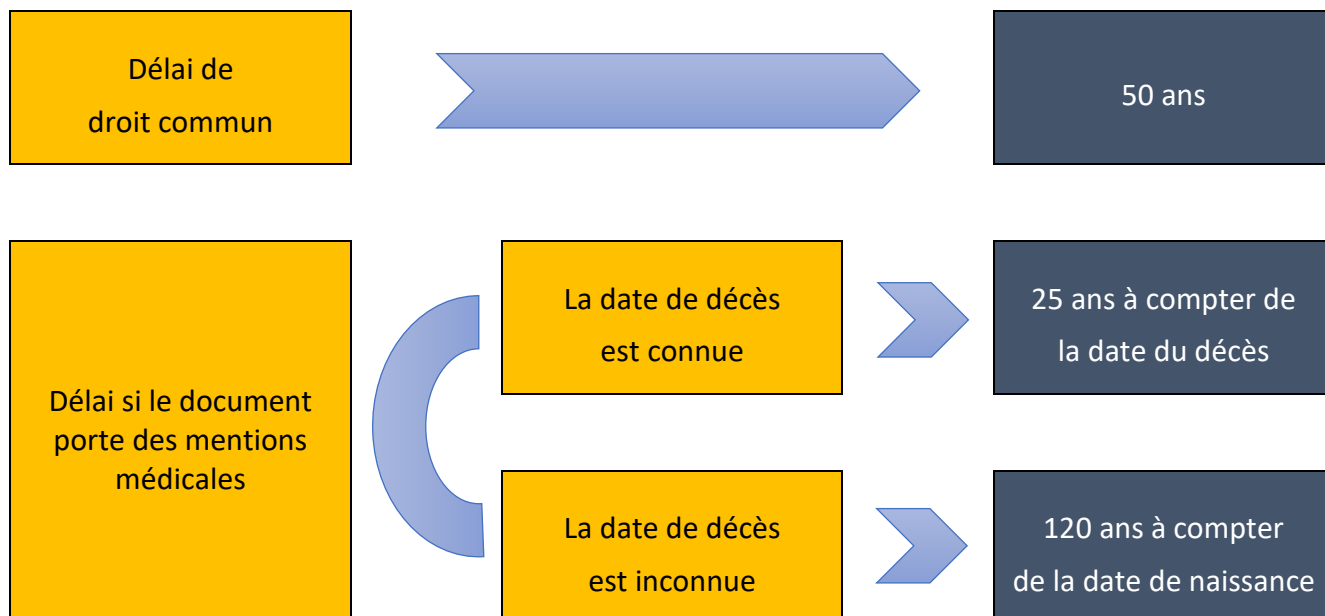 Délai de
droit commun
50 ans
Délai si le document
porte des mentions
médicales
La date de décès
est connue
25 ans à compter de
la date du décès
La date de décès
est inconnue
120 ans à compter
de la date de naissance